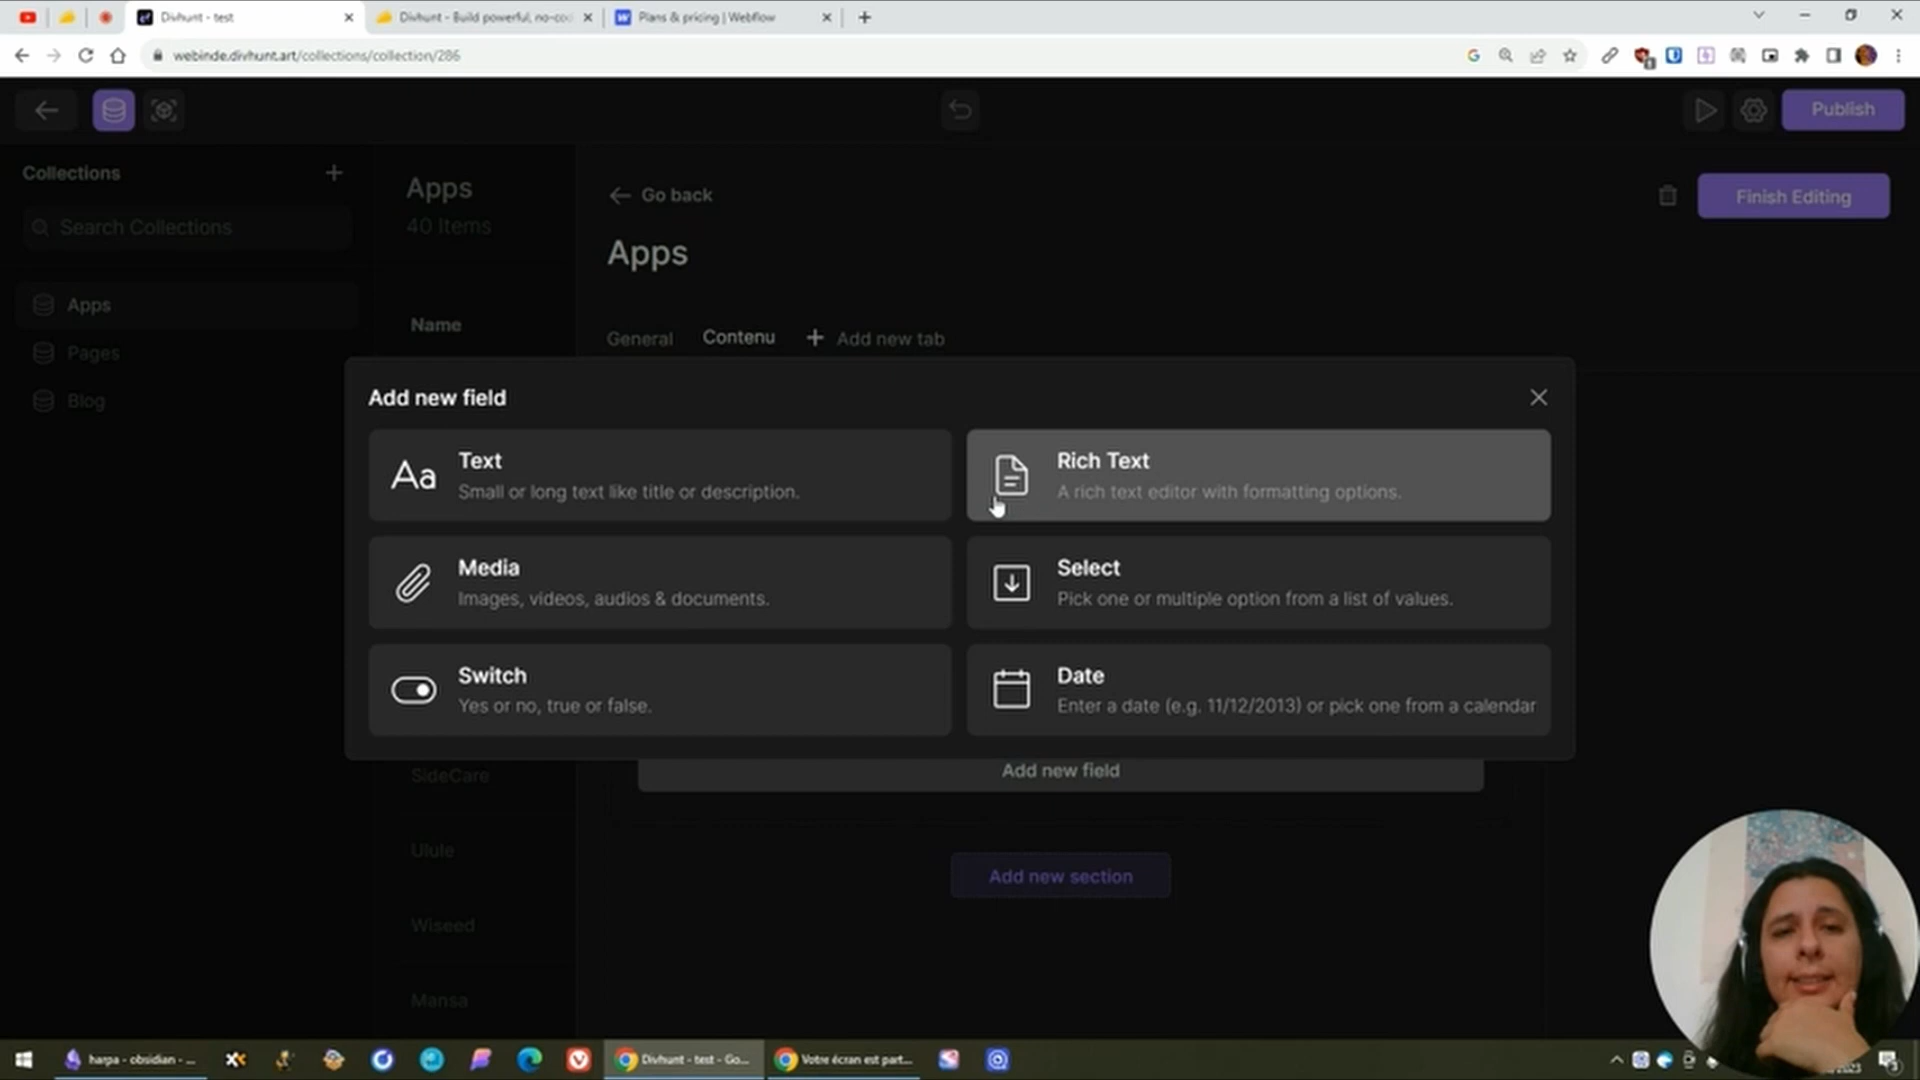 Divhunt - test
Divhunt - Build powerful, no-co
Plans & pricing | Webflow
webinde.divhunt.art/collections/collection/286
Publish
Collections
Search Collections
Apps
Pages
Blog
Apps
40 Items
Name
SideCare
Ulule
Wiseed
Mansa
Go back
Finish Editing
Apps
General
Contenu
Add new tab
Add new field
Text
Small or long text like title or description.
Rich Text
A rich text editor with formatting options.
Media
Images, videos, audios & documents.
Select
Pick one or multiple option from a list of values.
Switch
Yes or no, true or false.
Date
Enter a date (e.g. 11/12/2013) or pick one from a calendar
Add new field
Add new section
harpa - obsidian - ...
Divhunt - test - Go...
Votre écran est part...